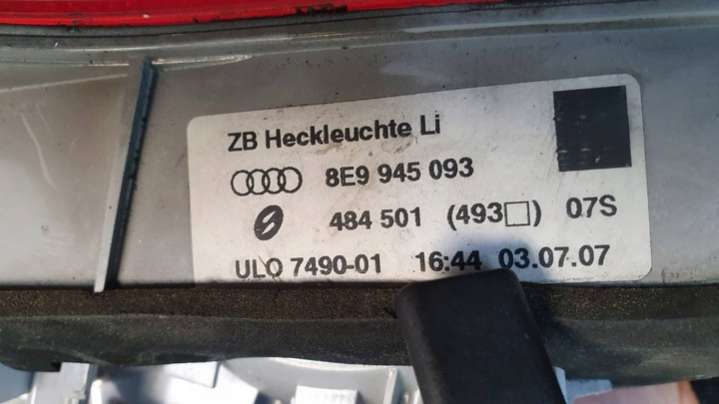 ZB Heckleuchte Li
8E9 945 093
484 501 (493□) 07S
ULO 7490-01 16:44 03.07.07